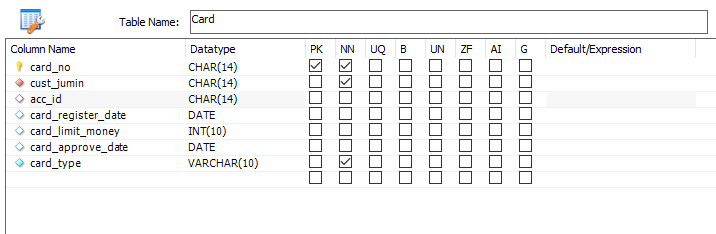 Table Name: Card
Column Name Datatype PK NN UQ B UN ZF AI G Default/Expression
card_no CHAR(14)
cust_jumin CHAR(14)
acc_id CHAR(14)
card_register_date DATE
card_limit_money INT(10)
card_approve_date DATE
card_type VARCHAR(10)